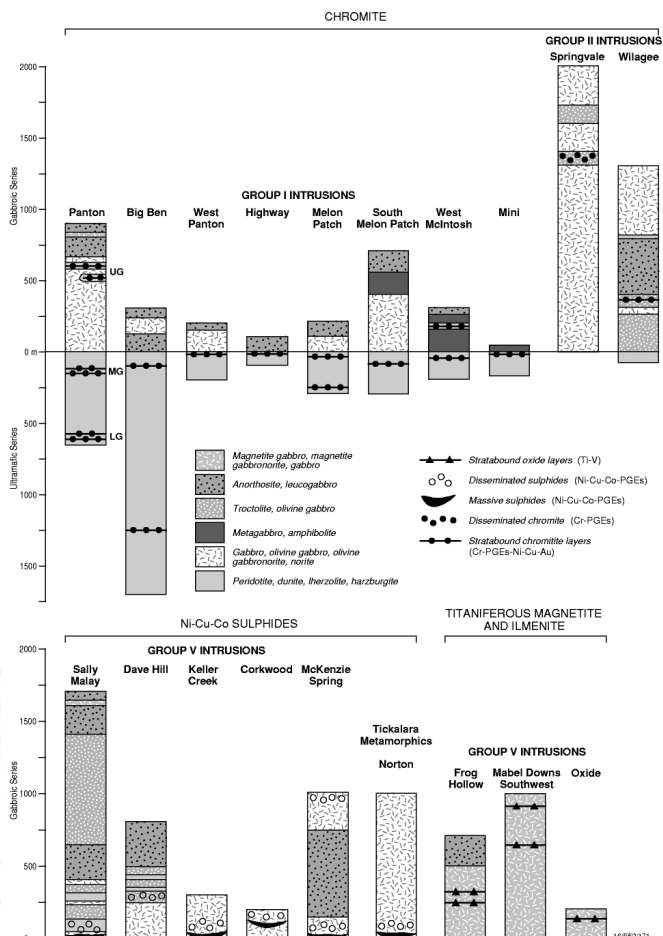 CHROMITE
GROUP II INTRUSIONS
Springvale Wilagee
2000
1500
Gabbroic Series
1000
500
0 m
500
Ultramafic Series
1000
1500
GROUP I INTRUSIONS
Panton
Big Ben
West
Panton
Highway
Melon
Patch
South
Melon Patch
West
McIntosh
Mini
UG
MG
LG
Magnetite gabbro, magnetite
gabbronorite, gabbro
Anorthosite, leucogabbro
Troctolite, olivine gabbro
Metagabbro, amphibolite
Gabbro, olivine gabbro, olivine
gabbronorite, norite
Peridotite, dunite, lherzolite, harzburgite
Stratabound oxide layers (Ti-V)
Disseminated sulphides (Ni-Cu-Co-PGEs)
Massive sulphides (Ni-Cu-Co-PGEs)
Disseminated chromite (Cr-PGEs)
Stratabound chromitite layers
(Cr-PGEs-Ni-Cu-Au)
Ni-Cu-Co SULPHIDES
TITANIFEROUS MAGNETITE
AND ILMENITE
2000
1500
Gabbroic Series
1000
500
GROUP V INTRUSIONS
Sally
Malay
Dave Hill
Keller
Creek
Corkwood
McKenzie
Spring
Tickalara
Metamorphics
Norton
GROUP V INTRUSIONS
Frog
Hollow
Mabel Downs
Southwest
Oxide